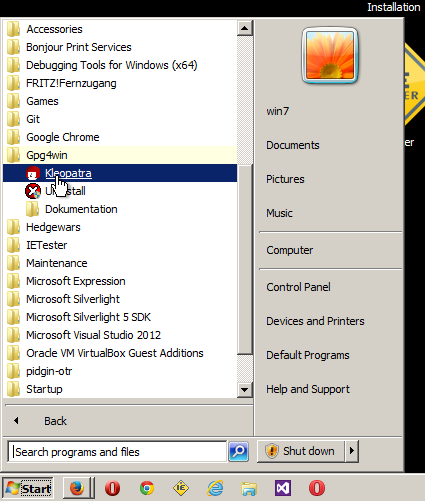 Installation
Accessories
Bonjour Print Services
Debugging Tools for Windows (x64)
FRITZ!Fernzugang
Games
Git
Google Chrome
Gpg4win
Kleopatra
Uninstall
Dokumentation
Hedgewars
IETester
Maintenance
Microsoft Expression
Microsoft Silverlight
Microsoft Silverlight 5 SDK
Microsoft Visual Studio 2012
Oracle VM VirtualBox Guest Additions
pidgin-otr
Startup
Back
Search programs and files
win7
Documents
Pictures
Music
Computer
Control Panel
Devices and Printers
Default Programs
Help and Support
Shut down
Start
IE